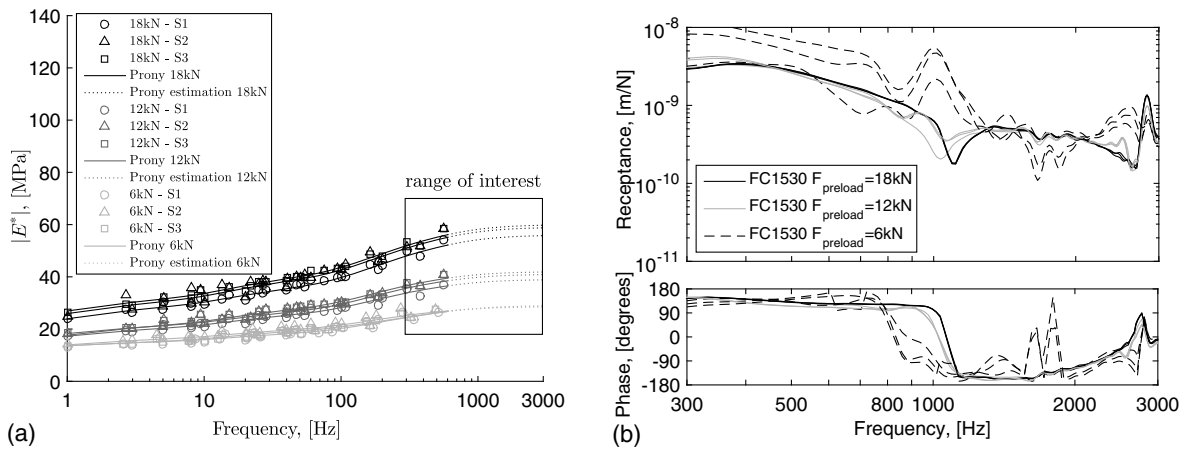 140
120
100
80
60
40
20
0
|E*|, [MPa]
18kN - S1
18kN - S2
18kN - S3
Prony 18kN
Prony estimation 18kN
12kN - S1
12kN - S2
12kN - S3
Prony 12kN
Prony estimation 12kN
6kN - S1
6kN - S2
6kN - S3
Prony 6kN
Prony estimation 6kN
range of interest
1 10 100 1000 3000
Frequency, [Hz]
(a)
10^-8
10^-9
10^-10
10^-11
Receptance, [m/N]
FC1530 F_preload=18kN
FC1530 F_preload=12kN
FC1530 F_preload=6kN
180
90
0
-90
-180
Phase, [degrees]
300 500 800 1000 2000 3000
Frequency, [Hz]
(b)